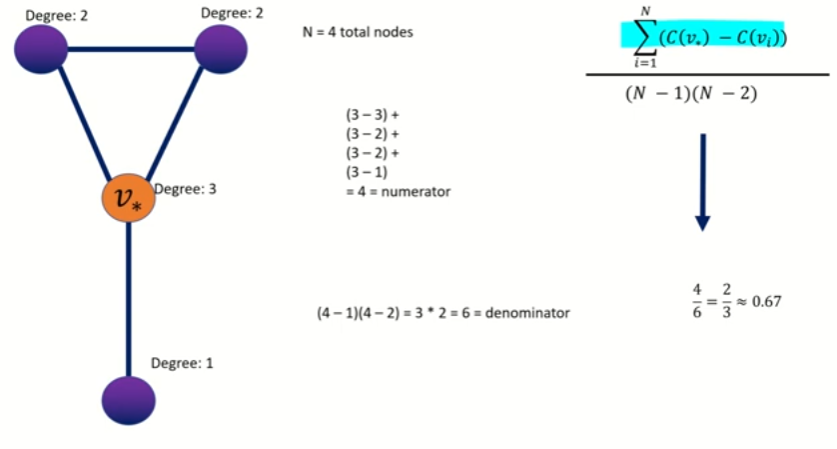 Degree: 2
Degree: 2
N = 4 total nodes
(3 – 3) +
(3 – 2) +
(3 – 2) +
(3 – 1)
= 4 = numerator
v*
Degree: 3
(4 – 1)(4 – 2) = 3 * 2 = 6 = denominator
Degree: 1
N
∑(C(v*) − C(vᵢ))
i=1
(N − 1)(N − 2)
4/6 = 2/3 ≈ 0.67